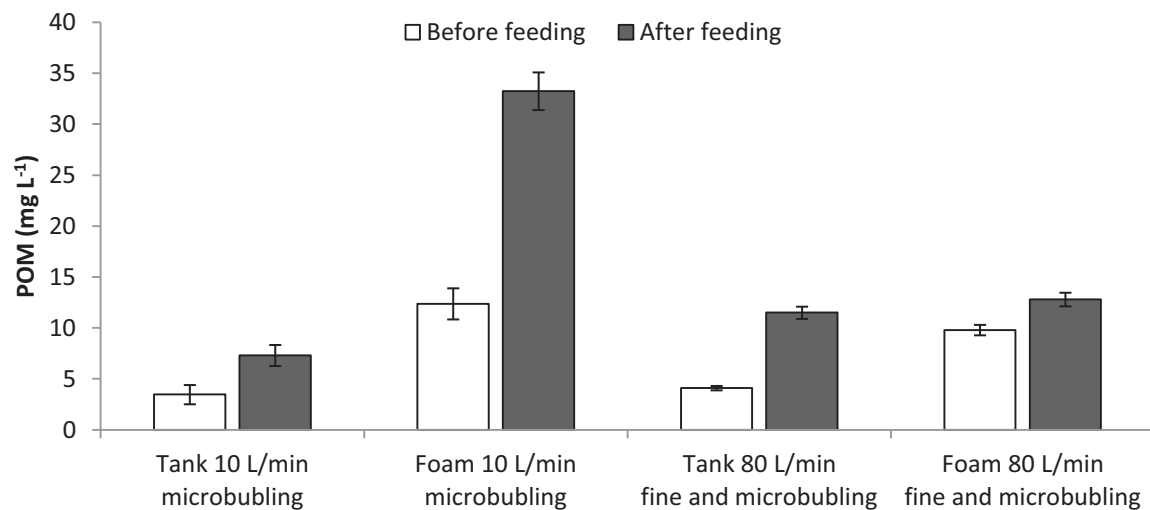 40
35
30
25
20
15
10
5
0
POM (mg L⁻¹)
Before feeding After feeding
Tank 10 L/min
microbubling
Foam 10 L/min
microbubling
Tank 80 L/min
fine and microbubling
Foam 80 L/min
fine and microbubling